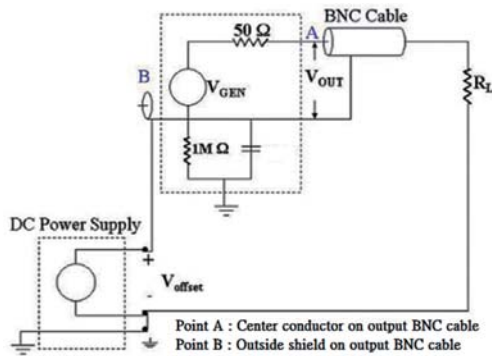 BNC Cable
50 Ω
A
B
V_GEN
V_OUT
R_L
1M Ω
DC Power Supply
+
V_offset
-
Point A : Center conductor on output BNC cable
Point B : Outside shield on output BNC cable